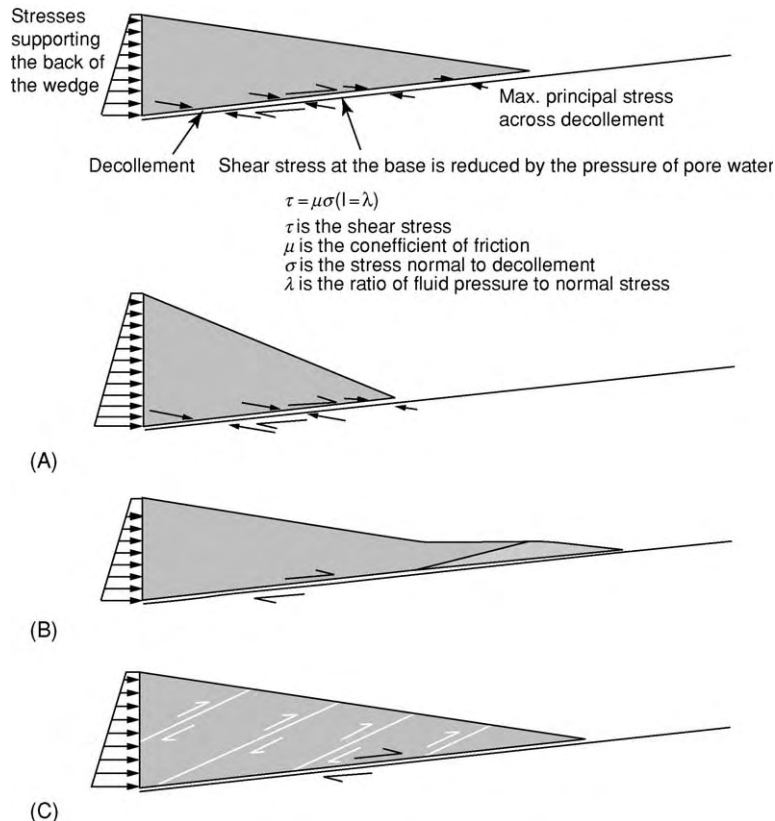 Stresses
supporting
the back of
the wedge
Max. principal stress
across decollement
Decollement
Shear stress at the base is reduced by the pressure of pore water
τ = μσ(l=λ)
τ is the shear stress
μ is the conefficient of friction
σ is the stress normal to decollement
λ is the ratio of fluid pressure to normal stress
(A)
(B)
(C)